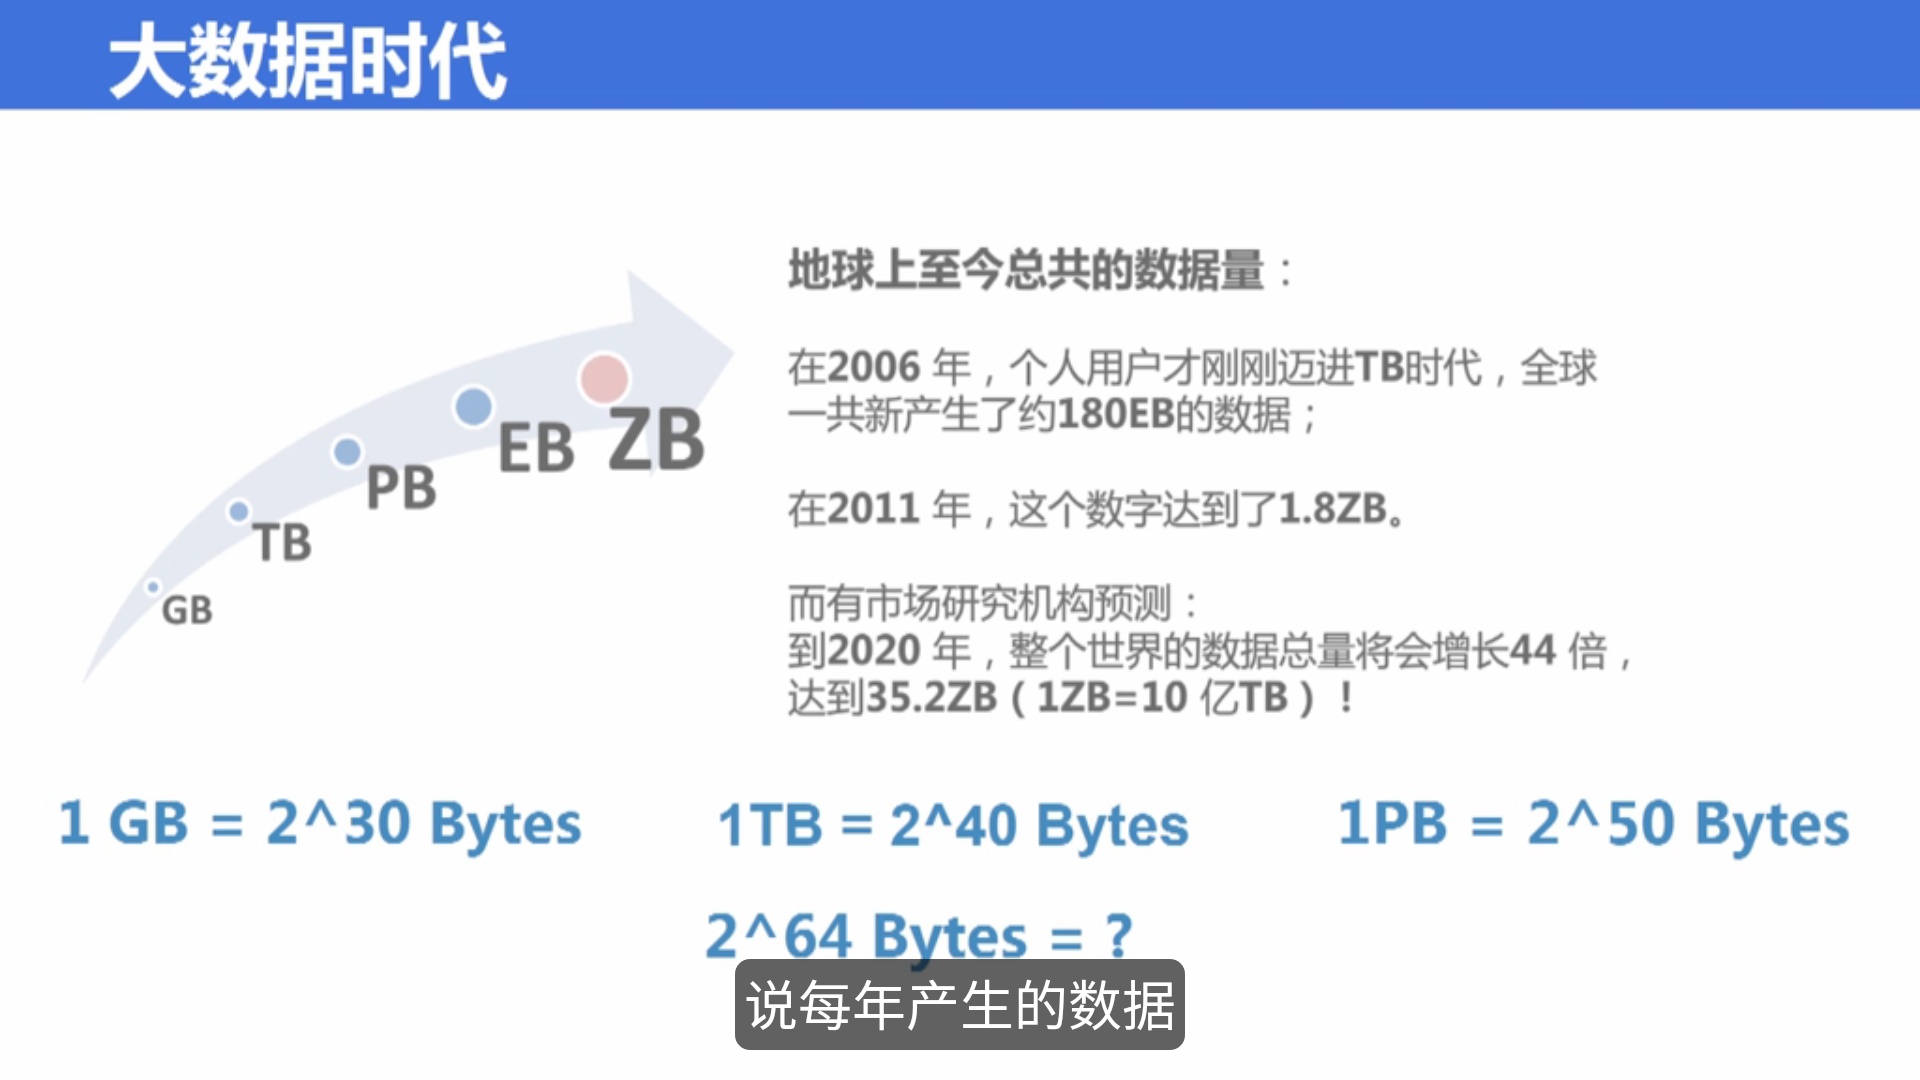 大数据时代
地球上至今总共的数据量：
在2006 年，个人用户才刚刚迈进TB时代，全球
一共新产生了约180EB的数据；
在2011 年，这个数字达到了1.8ZB。
而有市场研究机构预测：
到2020 年，整个世界的数据总量将会增长44 倍，
达到35.2ZB（1ZB=10 亿TB）！
GB
TB
PB
EB
ZB
1 GB = 2^30 Bytes
1TB = 2^40 Bytes
1PB = 2^50 Bytes
2^64 Bytes = ?
说每年产生的数据